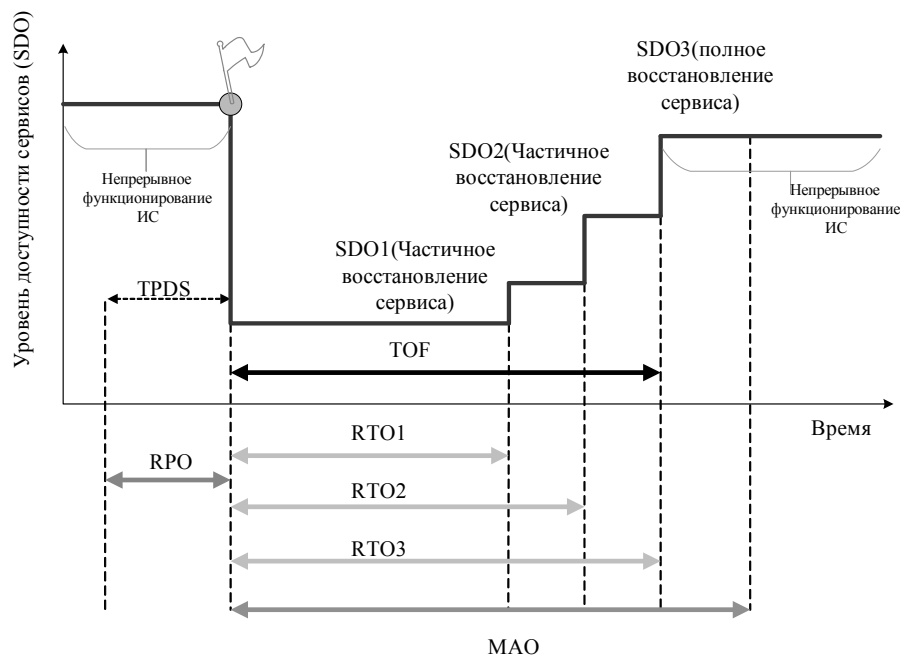 Уровень доступности сервисов (SDO)
SDO3(полное
восстановление
сервиса)
SDO2(Частичное
восстановление
сервиса)
Непрерывное
функционирование
ИС
Непрерывное
функционирование
ИС
SDO1(Частичное
восстановление
сервиса)
TPDS
TOF
Время
RTO1
RPO
RTO2
RTO3
MAO